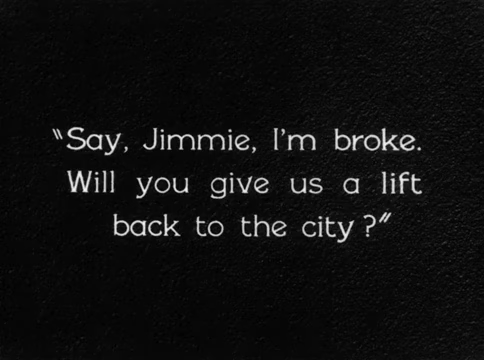 "Say, Jimmie, I'm broke.
Will you give us a lift
back to the city?"